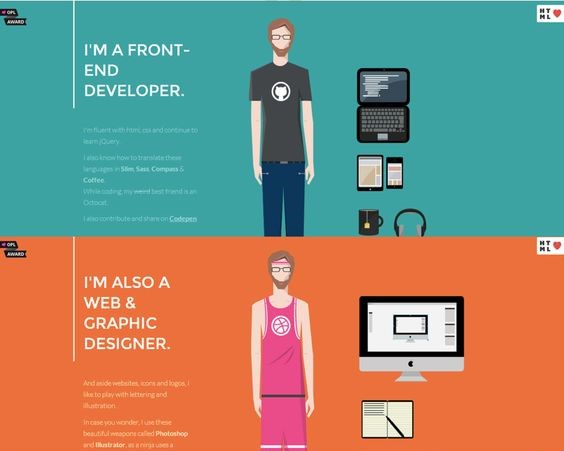 OPL
AWARD
HT
ML
I'M A FRONT-
END
DEVELOPER.
I'm fluent with html, css and continue to
learn jQuery.
I also know how to translate these
languages in Slim, Sass, Compass &
Coffee.
While coding, my weird best friend is an
Octocat.
I also contribute and share on Codepen
OPL
AWARD
HT
ML
I'M ALSO A
WEB &
GRAPHIC
DESIGNER.
And aside websites, icons and logos, I
like to play with lettering and
illustration.
In case you wonder, I use these
beautiful weapons called Photoshop
and Illustrator, as a ninja uses a